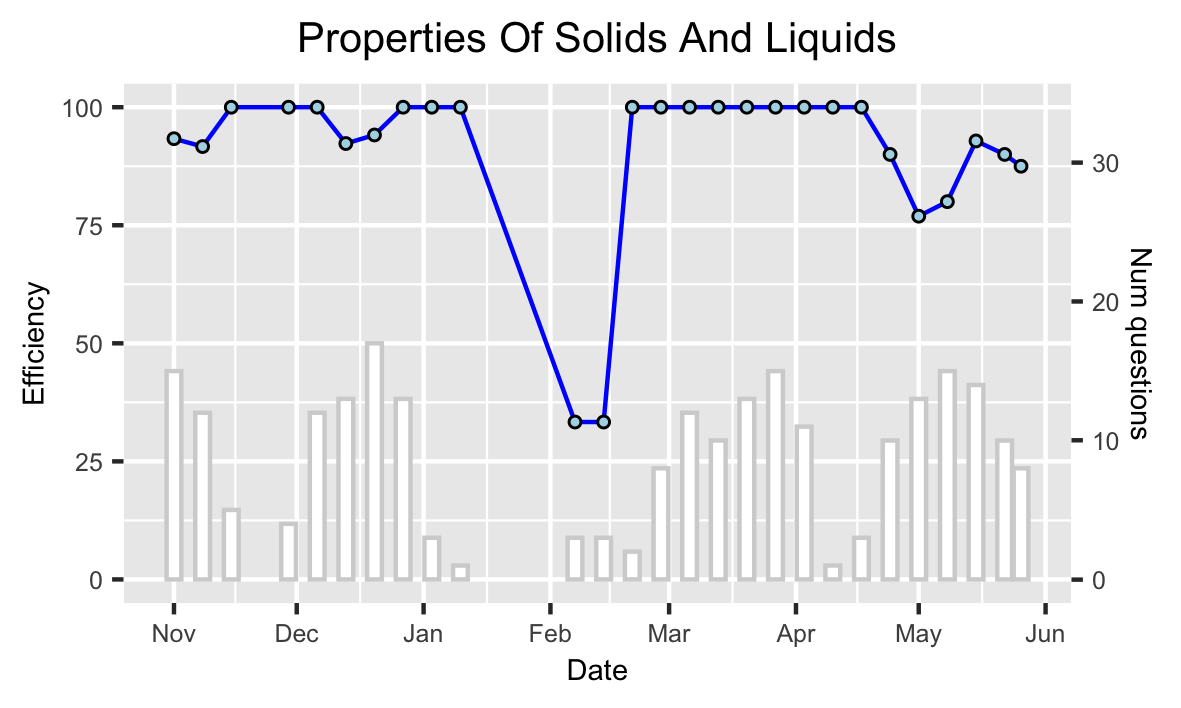 Properties Of Solids And Liquids
100
75
50
25
0
Efficiency
30
20
10
0
Num questions
Nov Dec Jan Feb Mar Apr May Jun
Date